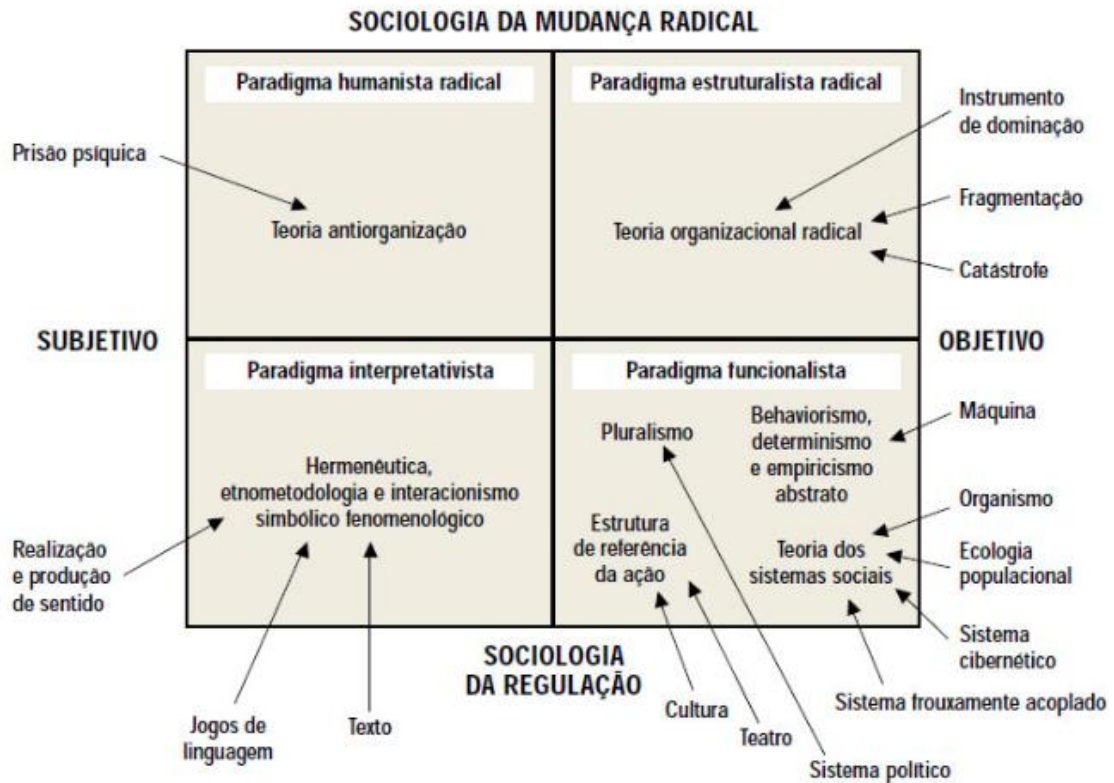 SOCIOLOGIA DA MUDANÇA RADICAL
Paradigma humanista radical
Paradigma estruturalista radical
Instrumento
de dominação
Prisão psíquica
Fragmentação
Teoria antiorganização
Teoria organizacional radical
Catástrofe
SUBJETIVO
OBJETIVO
Paradigma interpretativista
Paradigma funcionalista
Pluralismo
Behaviorismo,
determinismo
e empiricismo
abstrato
Máquina
Hermenêutica,
etnometodologia e interacionismo
simbólico fenomenológico
Organismo
Estrutura
de referência
da ação
Teoria dos
sistemas sociais
Ecologia
populacional
Realização
e produção
de sentido
Sistema
cibernético
SOCIOLOGIA
DA REGULAÇÃO
Sistema frouxamente acoplado
Cultura
Jogos de
linguagem
Texto
Teatro
Sistema político